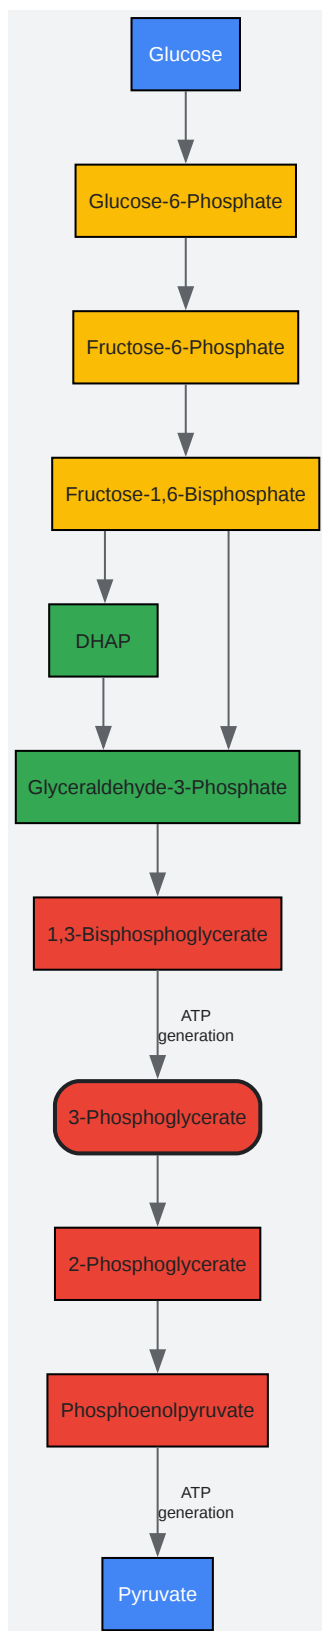 Glucose
Glucose-6-Phosphate
Fructose-6-Phosphate
Fructose-1,6-Bisphosphate
DHAP
Glyceraldehyde-3-Phosphate
1,3-Bisphosphoglycerate
ATP
generation
3-Phosphoglycerate
2-Phosphoglycerate
Phosphoenolpyruvate
ATP
generation
Pyruvate